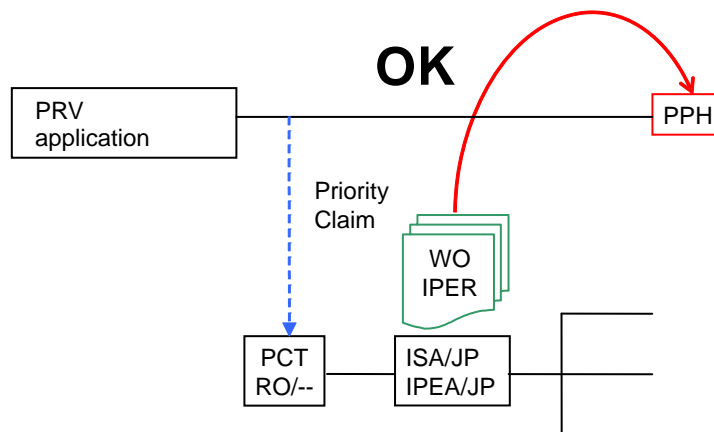 OK
PRV
application
PPH
Priority
Claim
WO
IPER
PCT
RO/--
ISA/JP
IPEA/JP